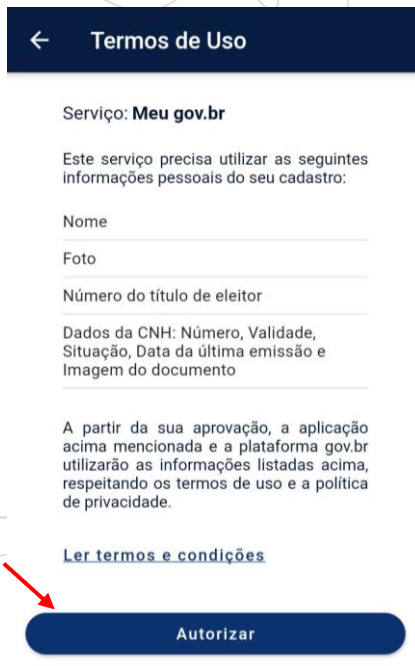 Termos de Uso
Serviço: Meu gov.br
Este serviço precisa utilizar as seguintes
informações pessoais do seu cadastro:
Nome
Foto
Número do título de eleitor
Dados da CNH: Número, Validade,
Situação, Data da última emissão e
Imagem do documento
A partir da sua aprovação, a aplicação
acima mencionada e a plataforma gov.br
utilizarão as informações listadas acima,
respeitando os termos de uso e a política
de privacidade.
Ler termos e condições
Autorizar